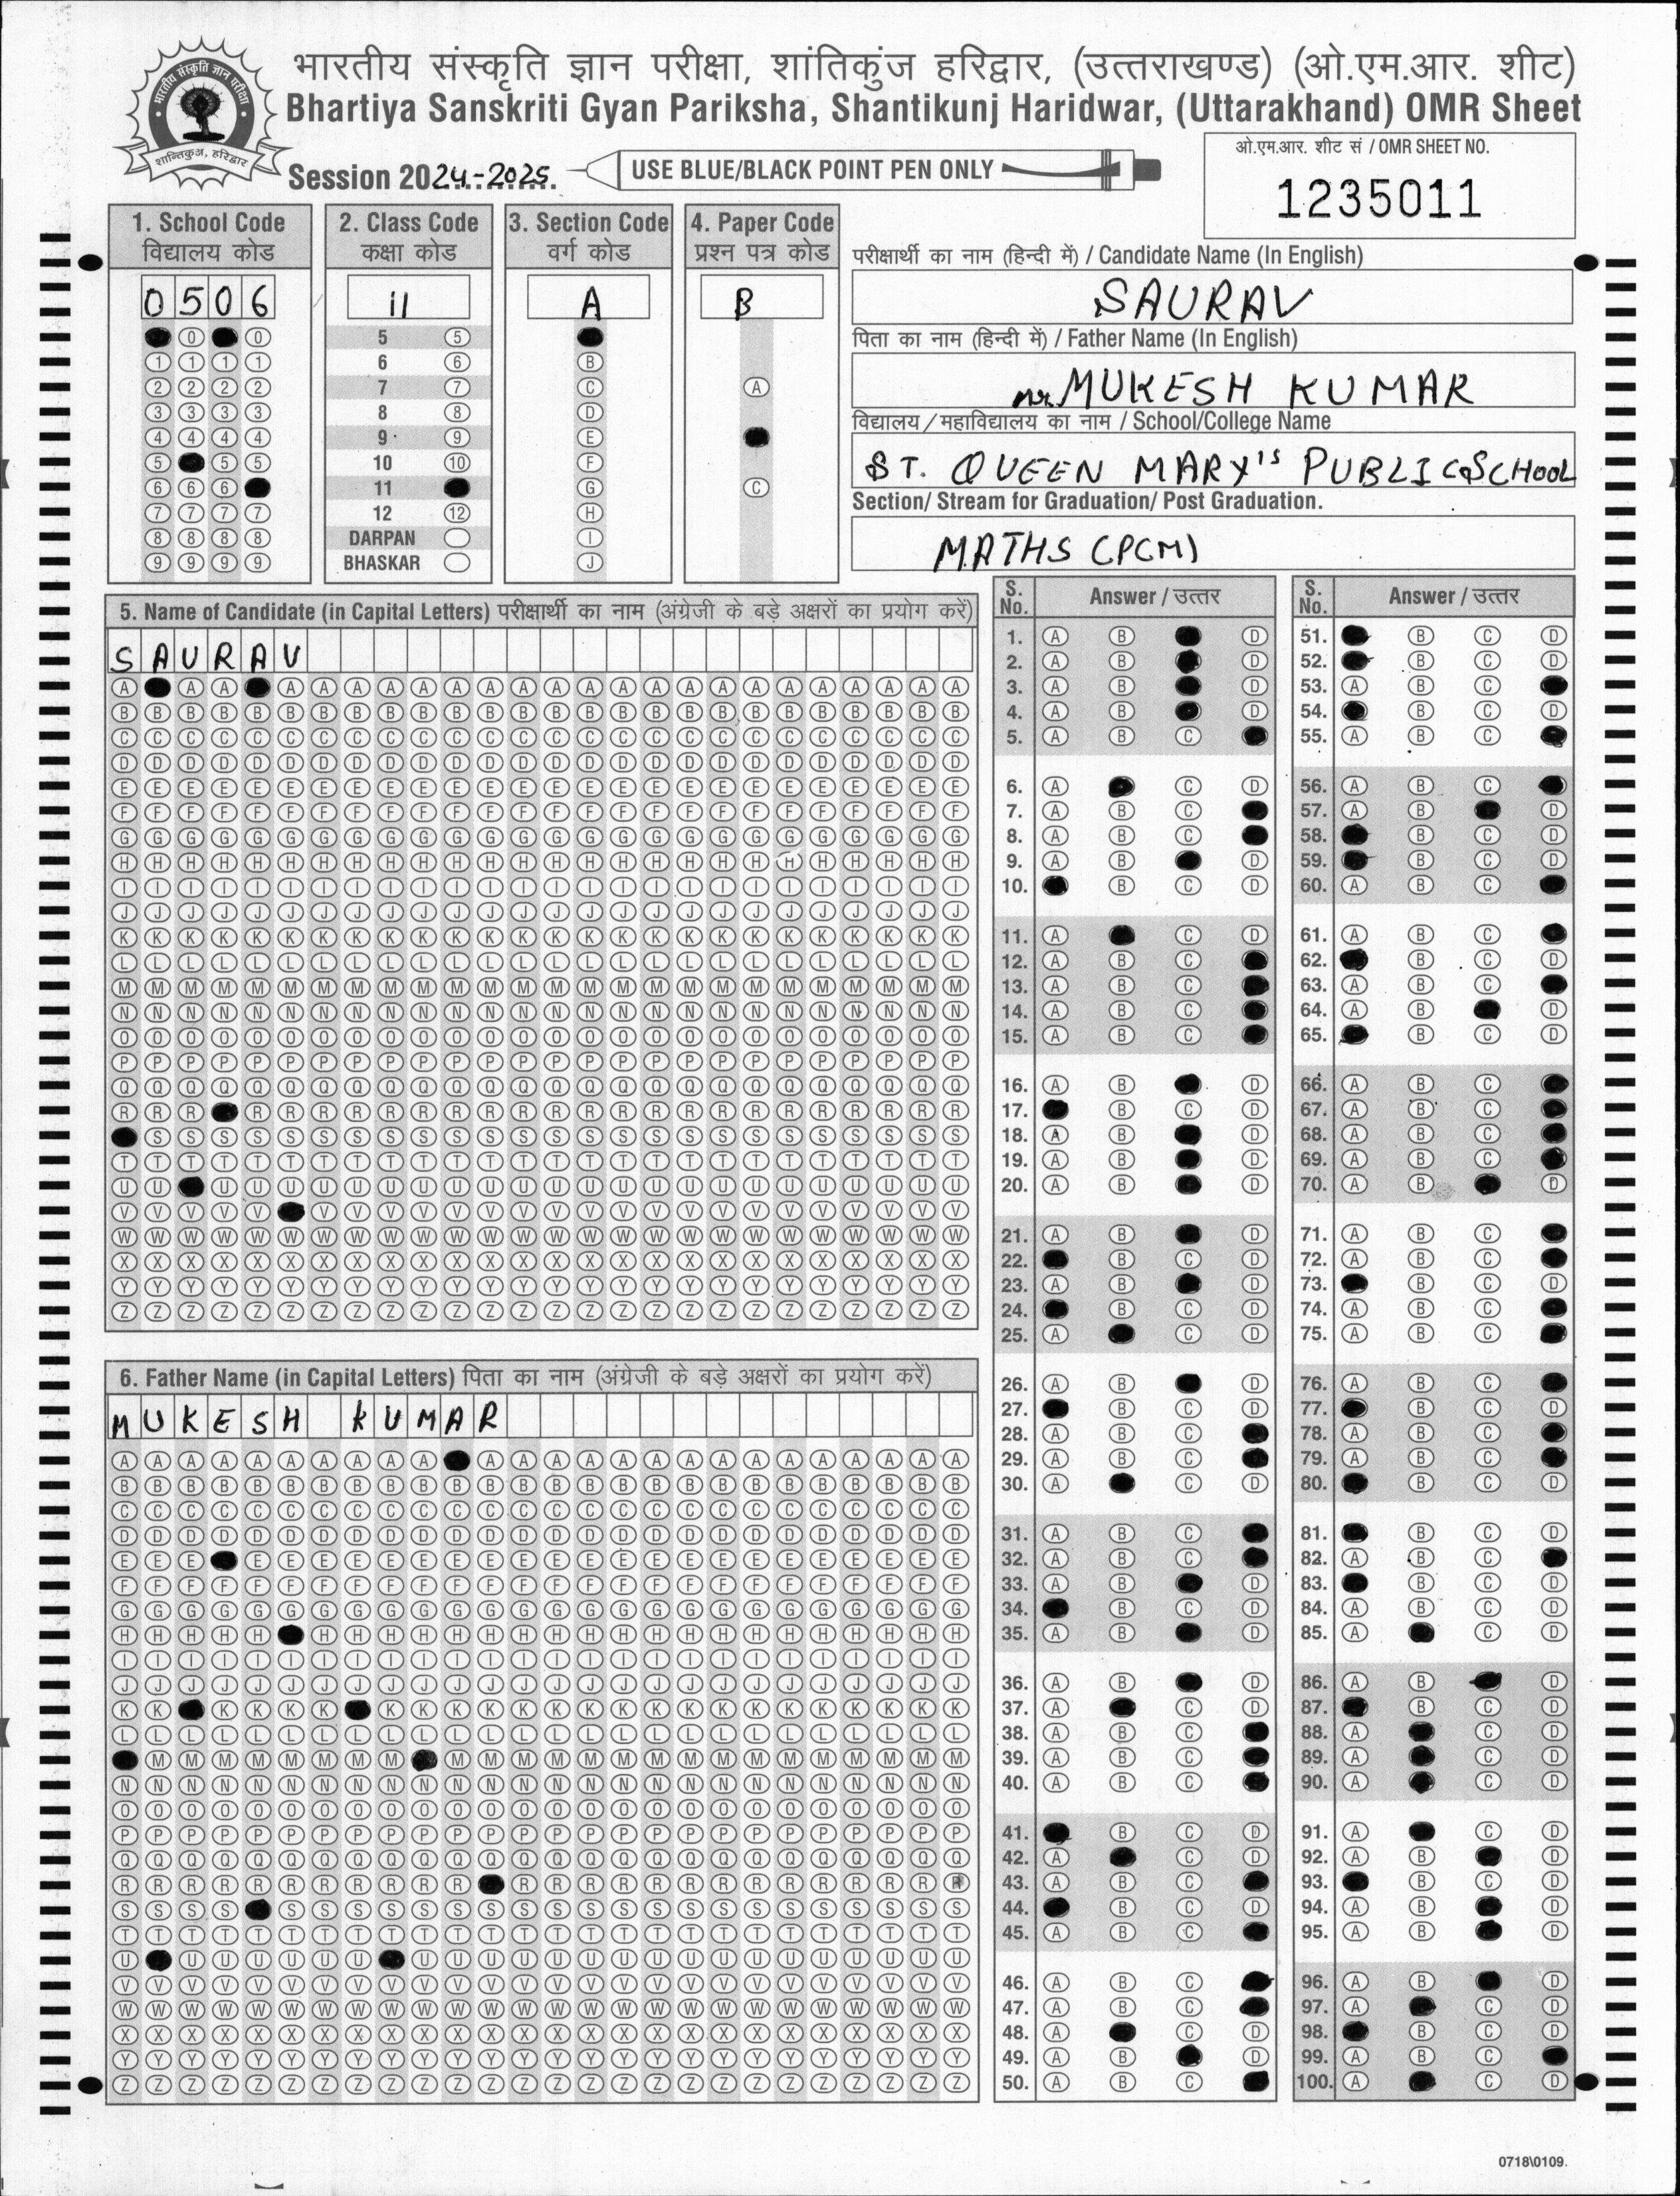 भारतीय संस्कृति ज्ञान परीक्षा, शांतिकुंज हरिद्वार, (उत्तराखण्ड) (ओ.एम.आर. शीट)
Bhartiya Sanskriti Gyan Pariksha, Shantikunj Haridwar, (Uttarakhand) OMR Sheet
भारतीय संस्कृति ज्ञान परीक्षा
शान्तिकुञ्ज, हरिद्वार
Session 2024-2025
USE BLUE/BLACK POINT PEN ONLY
ओ.एम.आर. शीट सं / OMR SHEET NO.
1235011
1. School Code
विद्यालय कोड
0506
2. Class Code
कक्षा कोड
11
5
6
7
8
9
10
11
12
DARPAN
BHASKAR
3. Section Code
वर्ग कोड
A
4. Paper Code
प्रश्न पत्र कोड
B
परीक्षार्थी का नाम (हिन्दी में) / Candidate Name (In English)
SAURAV
पिता का नाम (हिन्दी में) / Father Name (In English)
Mr. MUKESH KUMAR
विद्यालय/महाविद्यालय का नाम / School/College Name
ST. QUEEN MARY'S PUBLIC SCHOOL
Section/ Stream for Graduation/ Post Graduation.
MATHS (PCM)
5. Name of Candidate (in Capital Letters) परीक्षार्थी का नाम (अंग्रेजी के बड़े अक्षरों का प्रयोग करें)
SAURAV
6. Father Name (in Capital Letters) पिता का नाम (अंग्रेजी के बड़े अक्षरों का प्रयोग करें)
MUKESH KUMAR
S. No. Answer / उत्तर
S. No. Answer / उत्तर
0718\0109.